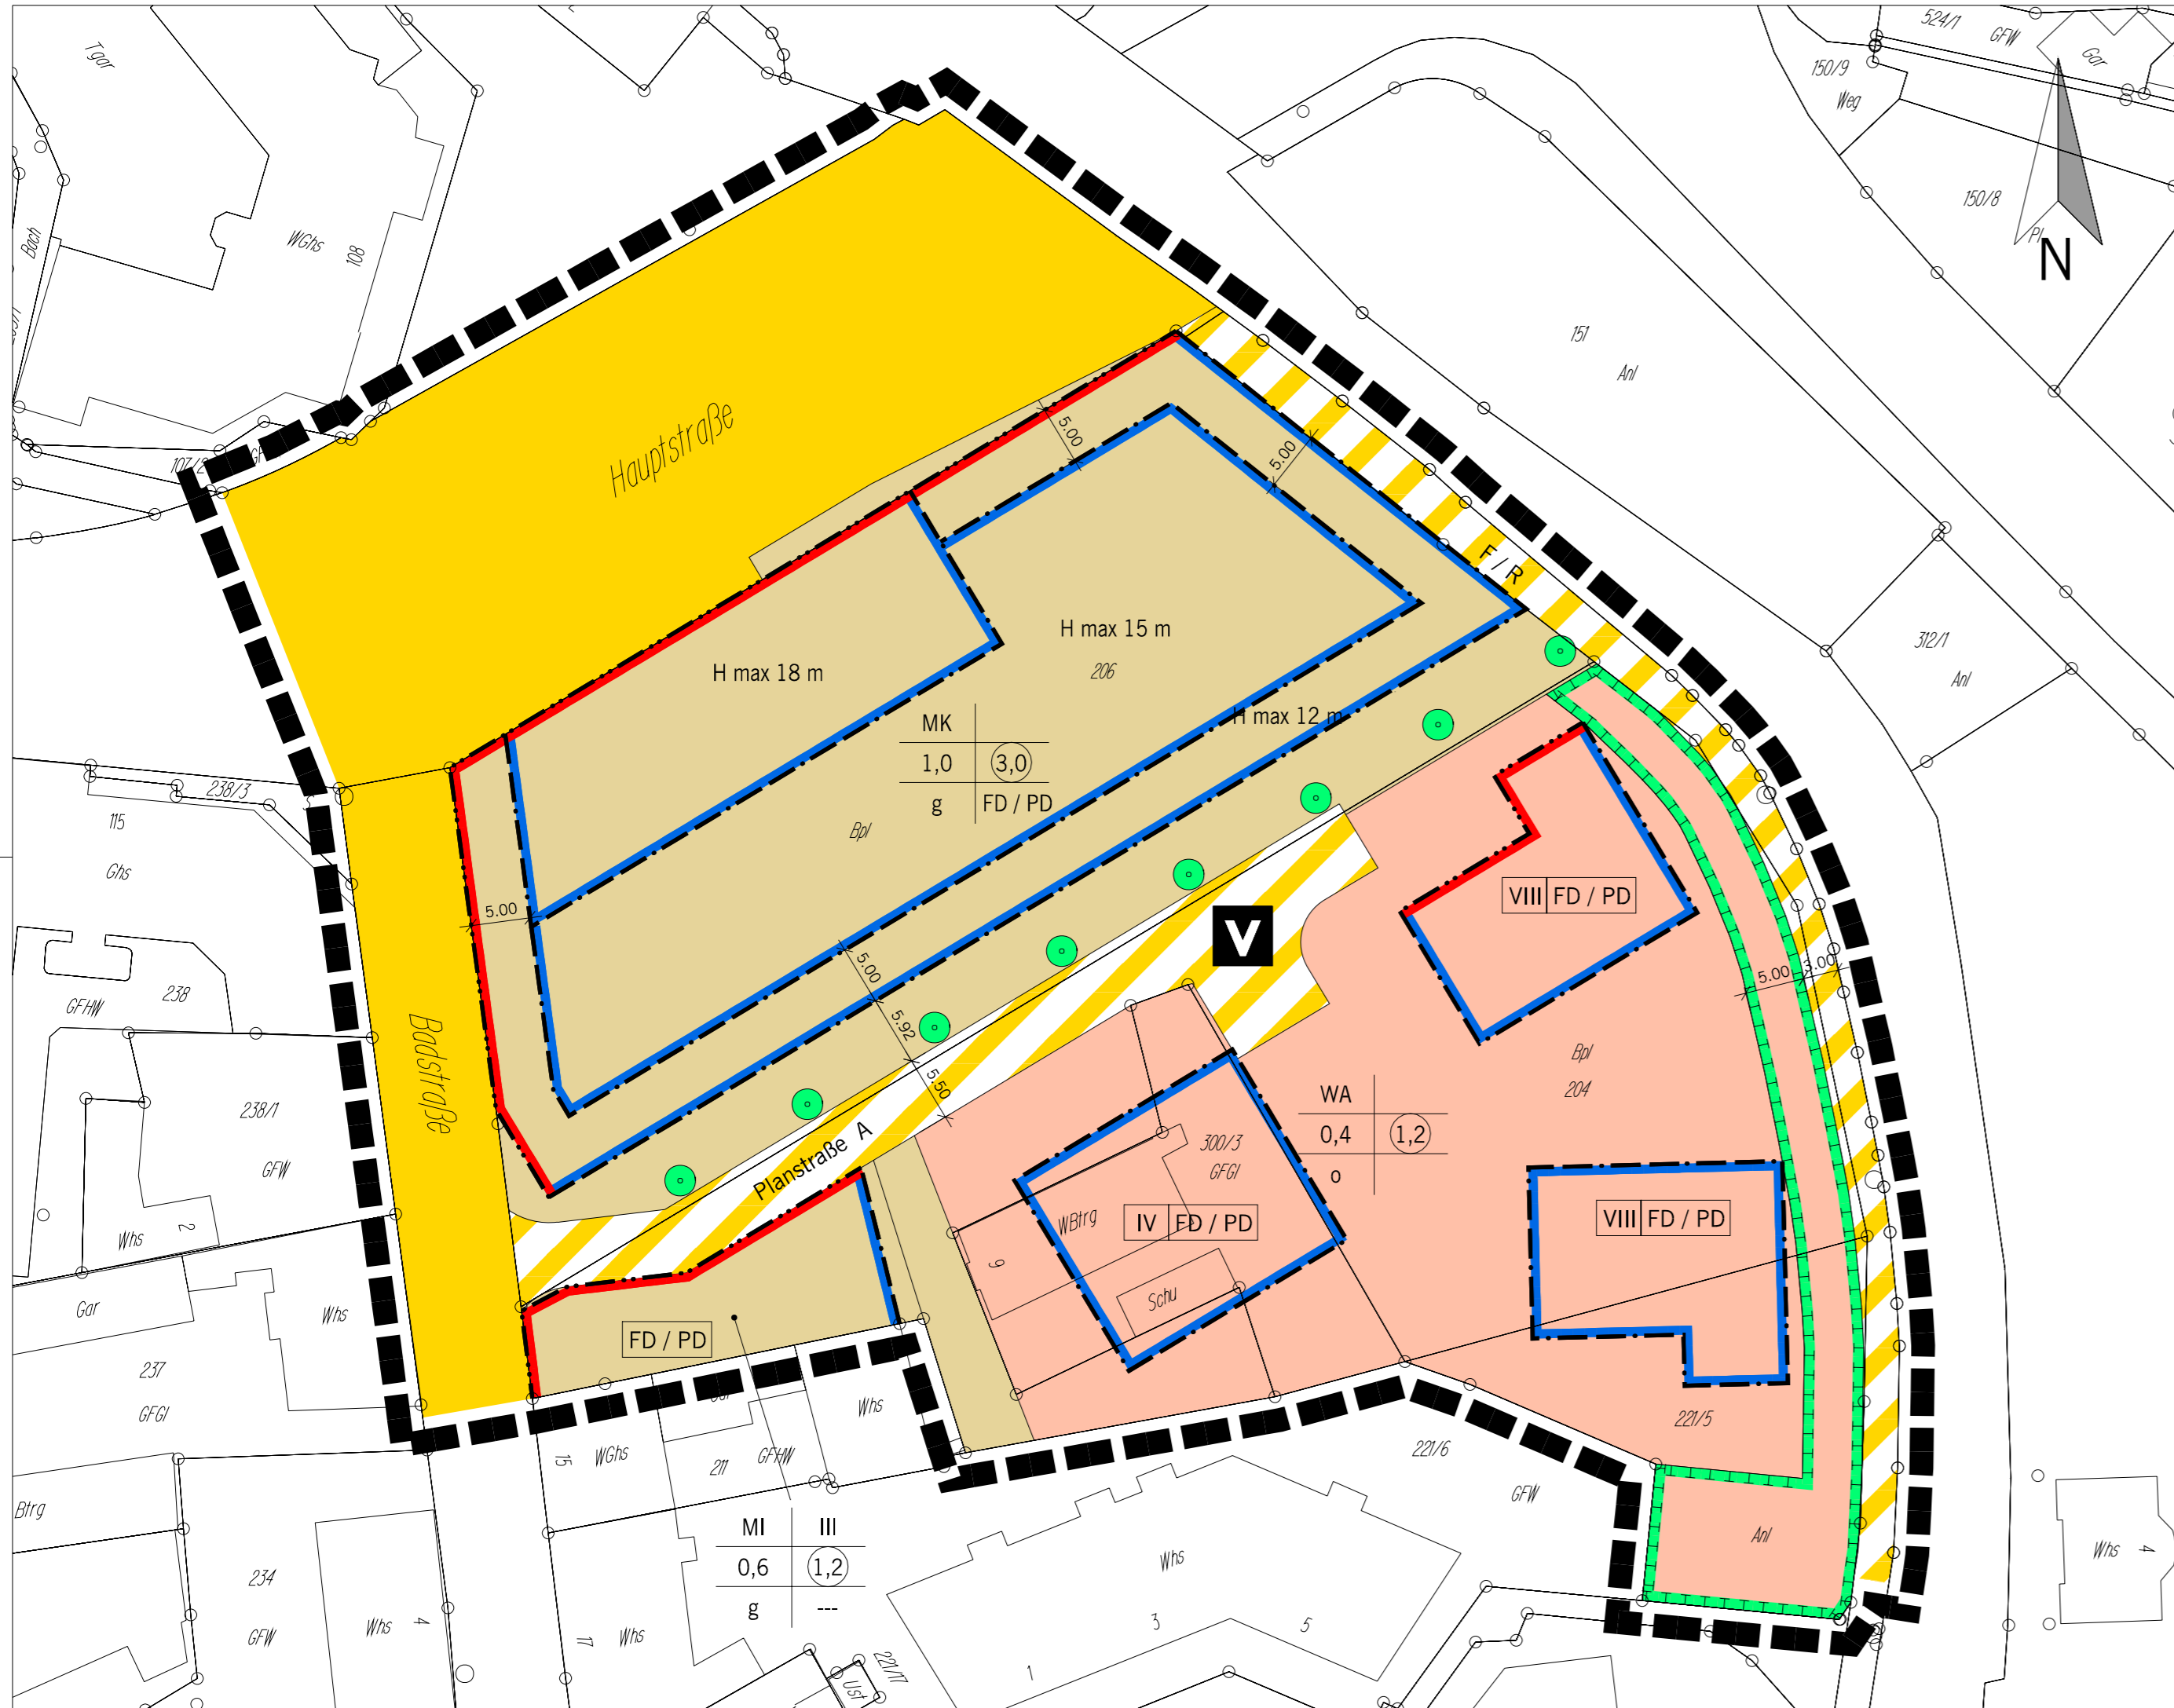 Tgar
524/1
GFW
Gar
150/9
Weg
150/8
Pl
N
Bach
WGhs
108
151
Anl
Hauptstraße
107/2
5.00
5.00
F / R
H max 15 m
206
H max 18 m
312/1
Anl
H max 12 m
MK
1,0
3,0
g
FD / PD
Bpl
238/3
115
Ghs
5.00
VIII
FD / PD
V
5.00
5.92
5.50
5.00
3.00
238
GFHW
Badstraße
238/1
GFW
Bpl
204
WA
0,4
1,2
o
300/3
GFGl
Planstraße A
WBtrg
IV
FD / PD
VIII
FD / PD
2
Whs
9
Schu
Gar
Whs
FD / PD
237
GFGl
Whs
221/5
221/6
15
WGhs
211
GFHW
GFW
Btrg
Anl
MI
III
0,6
1,2
g
---
Whs
Whs
4
234
GFW
Whs
4
17
Whs
3
5
1
221/17
Ust